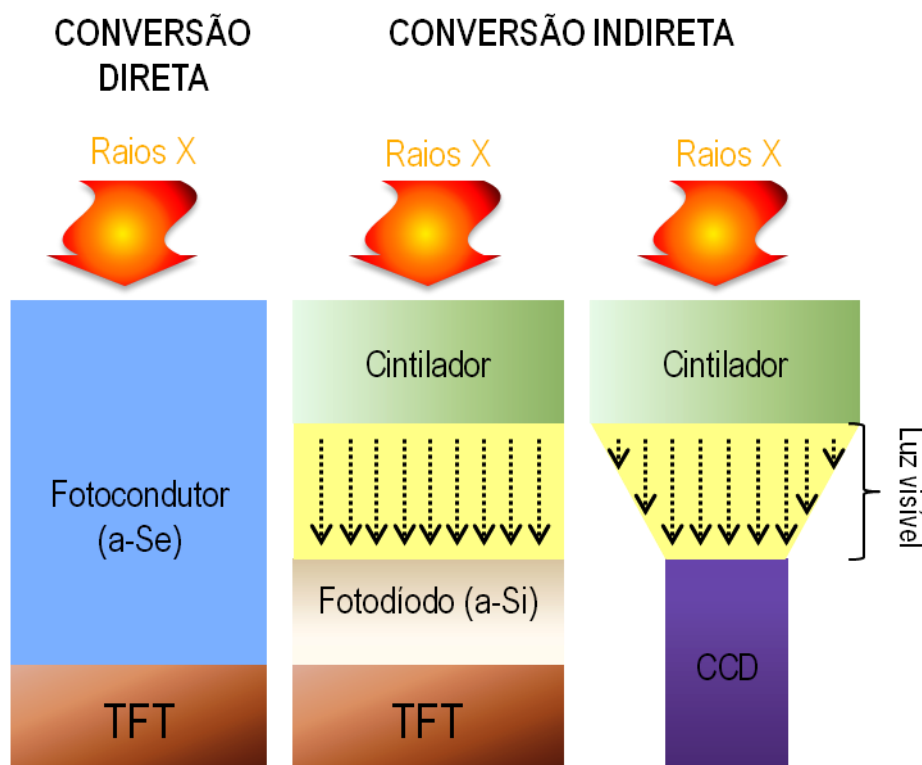 CONVERSÃO
DIRETA
CONVERSÃO INDIRETA
Raios X
Raios X
Raios X
Fotocondutor
(a-Se)
TFT
Cintilador
Fotodíodo (a-Si)
TFT
Cintilador
Luz visível
CCD